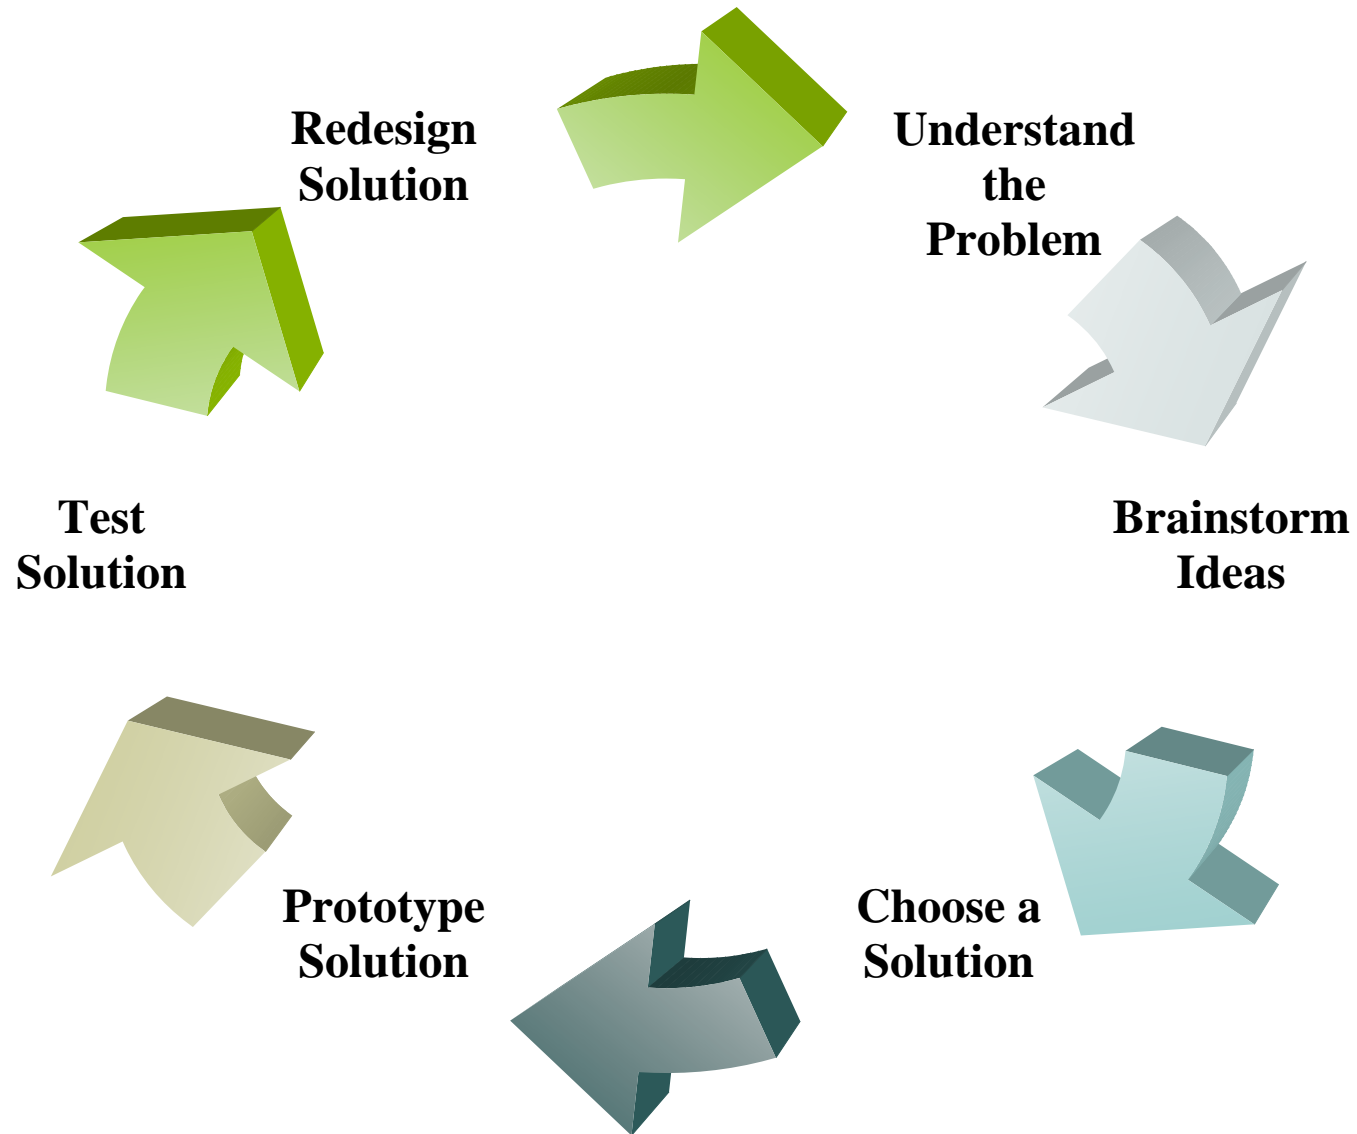 Redesign
Solution
Understand
the
Problem
Test
Solution
Brainstorm
Ideas
Prototype
Solution
Choose a
Solution